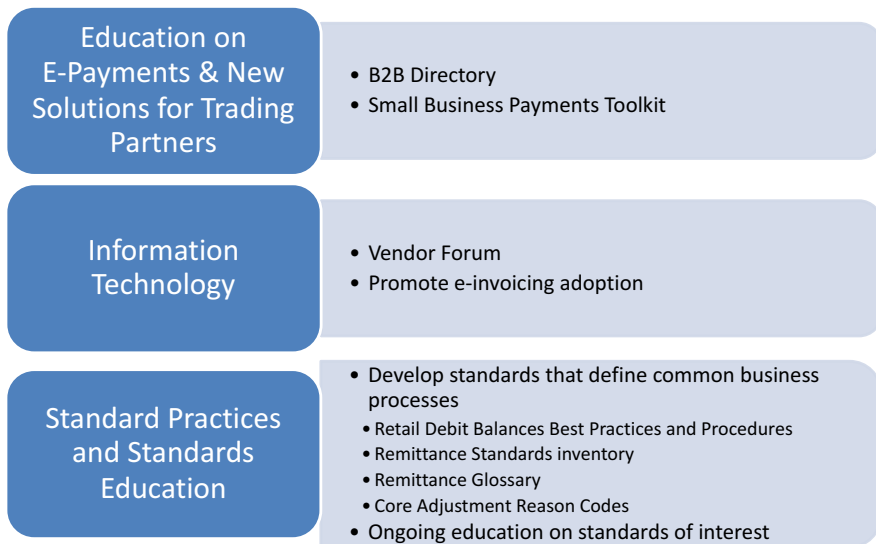 Education on
E-Payments & New
Solutions for Trading
Partners
• B2B Directory
• Small Business Payments Toolkit
Information
Technology
• Vendor Forum
• Promote e-invoicing adoption
Standard Practices
and Standards
Education
• Develop standards that define common business
processes
• Retail Debit Balances Best Practices and Procedures
• Remittance Standards inventory
• Remittance Glossary
• Core Adjustment Reason Codes
• Ongoing education on standards of interest